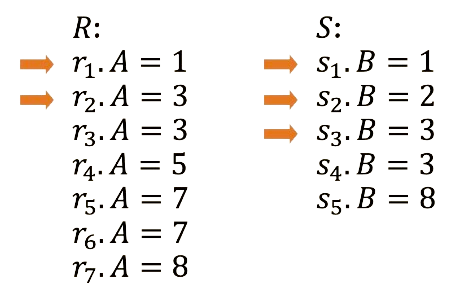 R:
r₁.A = 1
r₂.A = 3
r₃.A = 3
r₄.A = 5
r₅.A = 7
r₆.A = 7
r₇.A = 8
S:
s₁.B = 1
s₂.B = 2
s₃.B = 3
s₄.B = 3
s₅.B = 8